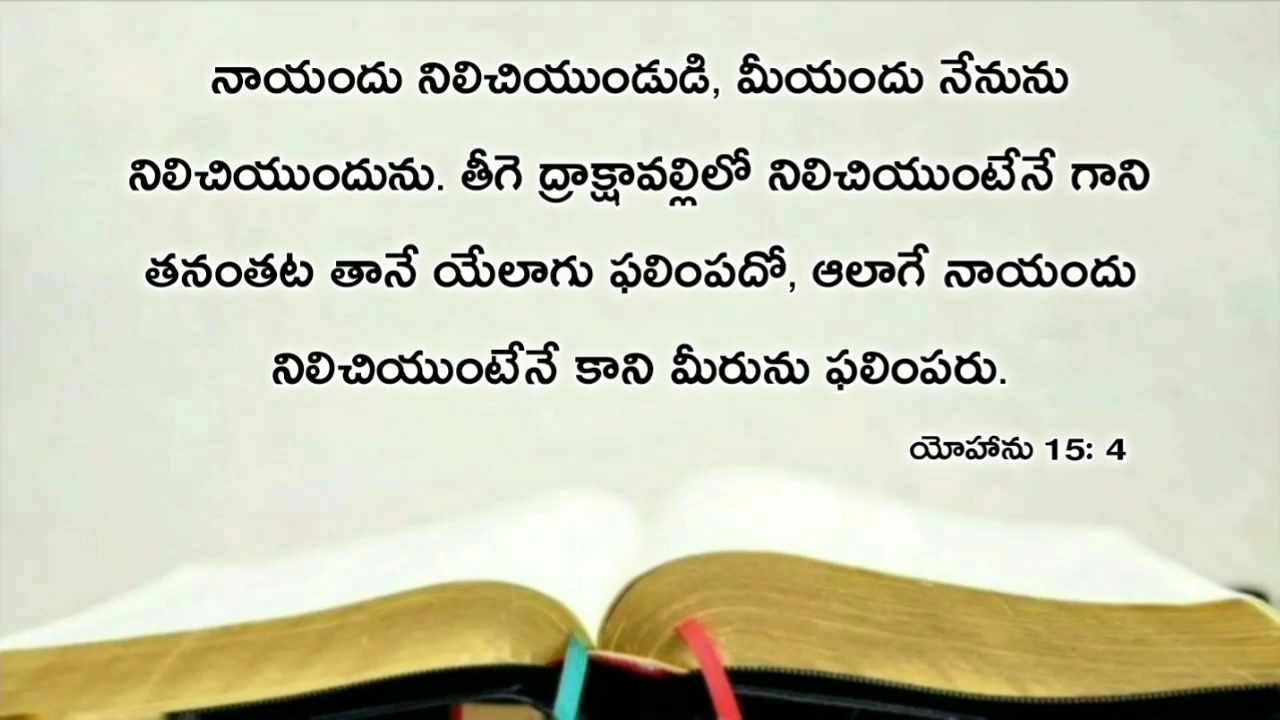 నాయందు నిలిచియుండుడి, మీయందు నేనును
నిలిచియుందును. తీగె ద్రాక్షావల్లిలో నిలిచియుంటేనే గాని
తనంతట తానే యేలాగు ఫలింపదో, ఆలాగే నాయందు
నిలిచియుంటేనే కాని మీరును ఫలింపరు.
యోహాను 15: 4